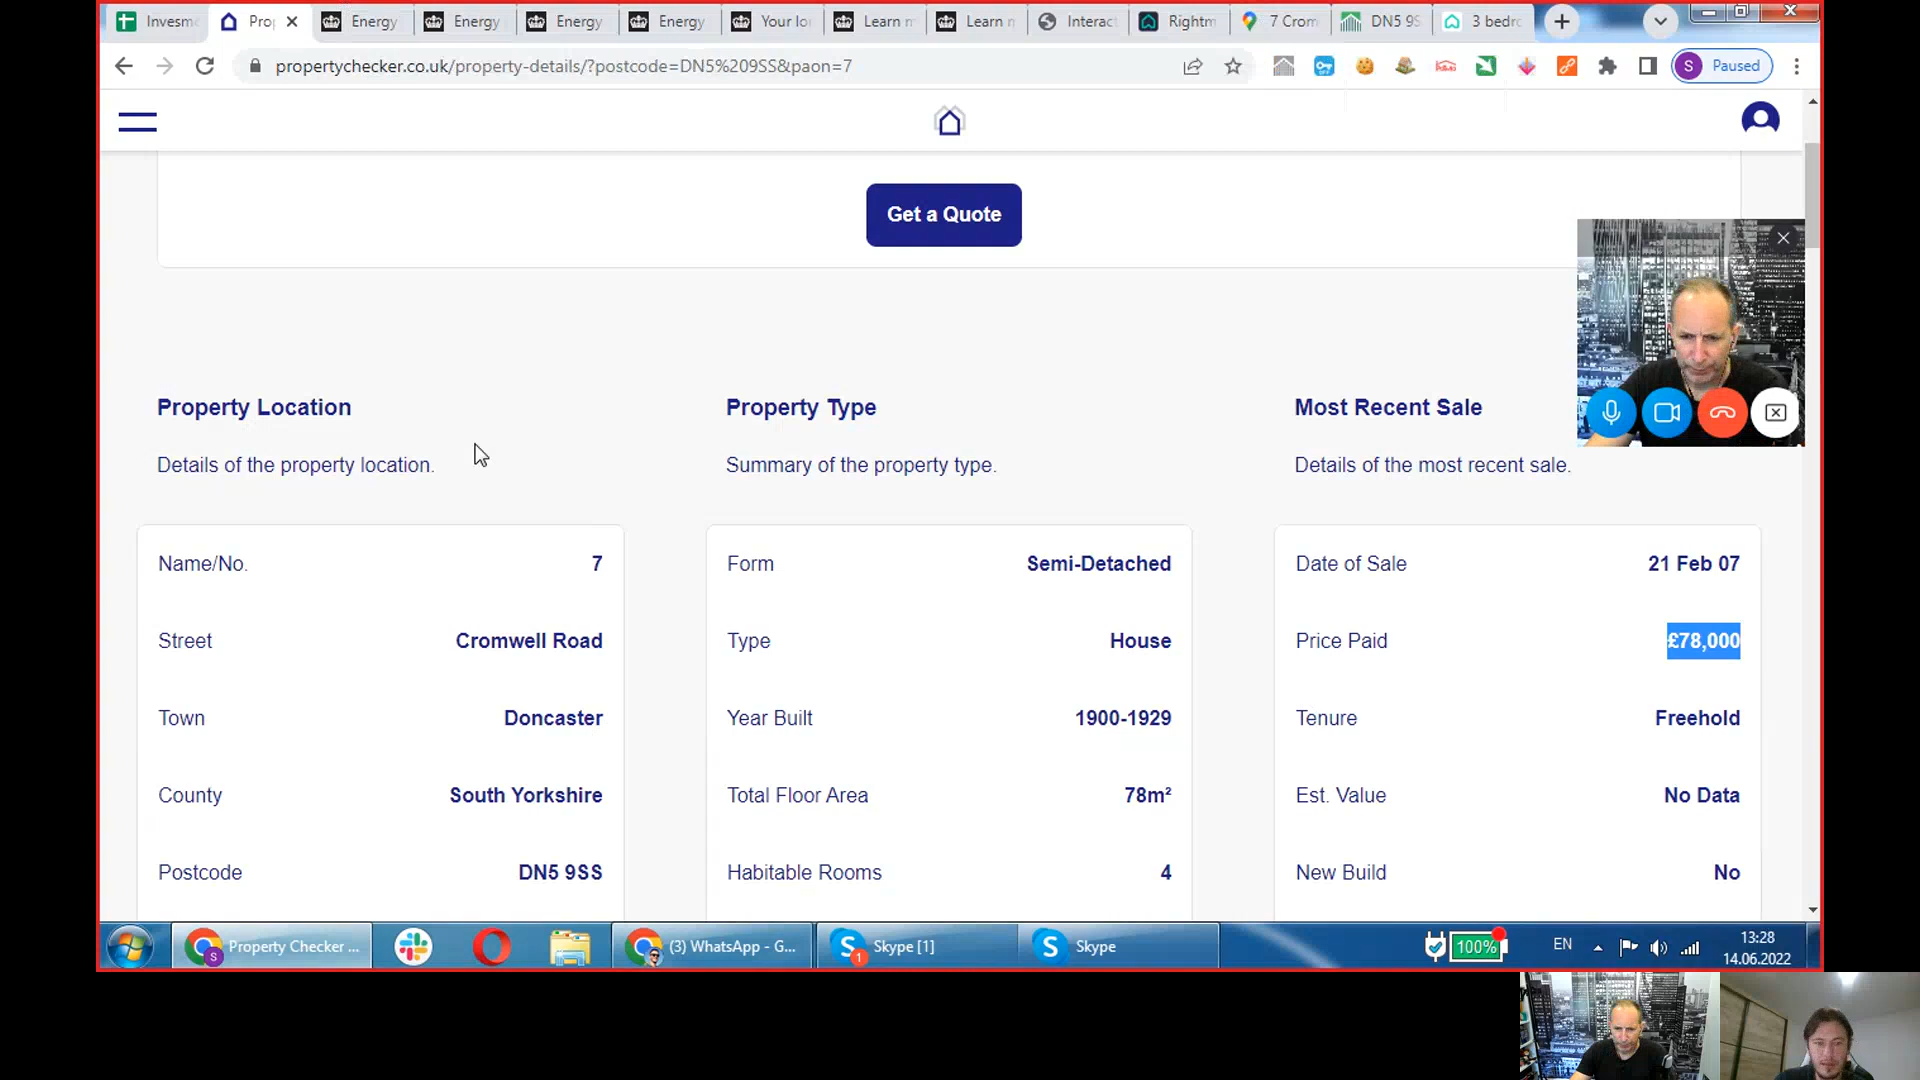 Invesm
Pro
Energy
Energy
Energy
Energy
Your lo
Learn
Learn
Interac
Rightm
7 Crom
DN5 9S
3 bedr
propertychecker.co.uk/property-details/?postcode=DN5%209SS&paon=7
S
Paused
Get a Quote
Property Location
Property Type
Most Recent Sale
Details of the property location.
Summary of the property type.
Details of the most recent sale.
Name/No. 7
Form Semi-Detached
Date of Sale 21 Feb 07
Street Cromwell Road
Type House
Price Paid £78,000
Town Doncaster
Year Built 1900-1929
Tenure Freehold
County South Yorkshire
Total Floor Area 78m²
Est. Value No Data
Postcode DN5 9SS
Habitable Rooms 4
New Build No
Property Checker ...
(3) WhatsApp - G...
Skype [1]
Skype
100%
EN
13:28
14.06.2022